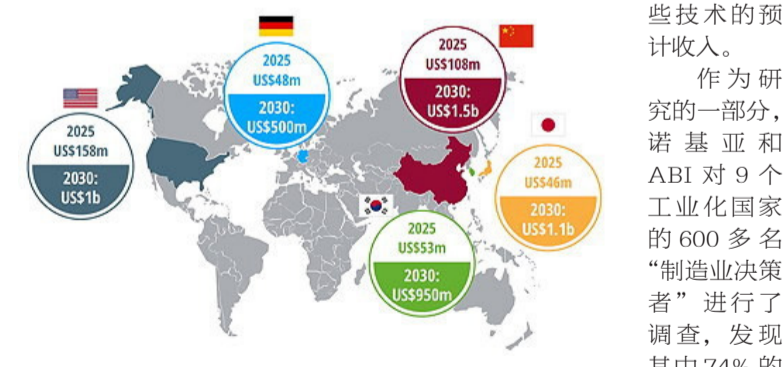 2025
US$48m
2030:
US$500m
2025
US$108m
2030:
US$1.5b
2025
US$158m
2030:
US$1b
2025
US$46m
2030:
US$1.1b
2025
US$53m
2030:
US$950m
些技术的预
计收入。
作为研
究的一部分，
诺基亚和
ABI 对 9 个
工业化国家
的 600 多名
“制造业决策
者”进行了
调查，发现
其中 74% 的